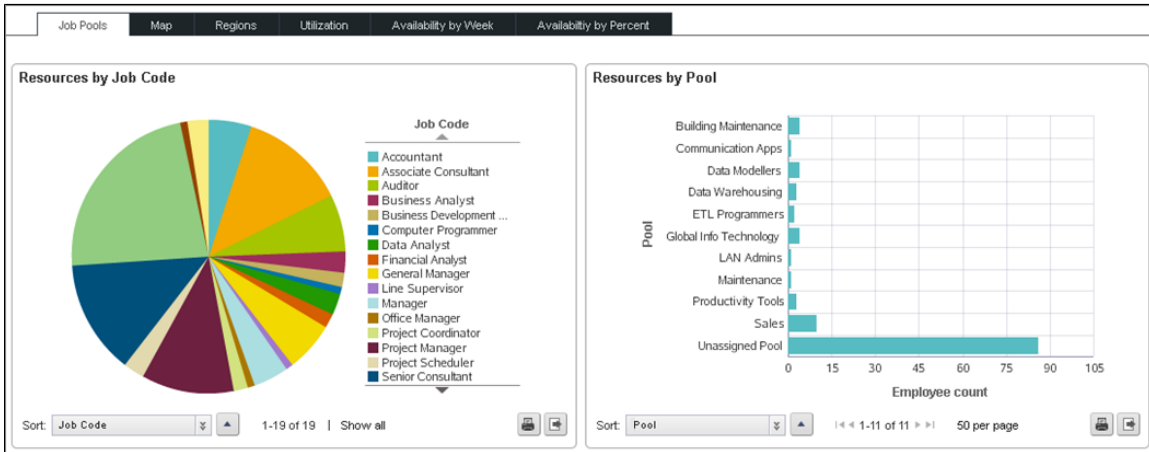 Job Pools
Map
Regions
Utilization
Availability by Week
Availabiltiy by Percent
Resources by Job Code
Job Code
Accountant
Associate Consultant
Auditor
Business Analyst
Business Development ...
Computer Programmer
Data Analyst
Financial Analyst
General Manager
Line Supervisor
Manager
Office Manager
Project Coordinator
Project Manager
Project Scheduler
Senior Consultant
Sort: Job Code
1-19 of 19 | Show all
Resources by Pool
Pool
Building Maintenance
Communication Apps
Data Modellers
Data Warehousing
ETL Programmers
Global Info Technology
LAN Admins
Maintenance
Productivity Tools
Sales
Unassigned Pool
0 15 30 45 60 75 90 105
Employee count
Sort: Pool
1-11 of 11
50 per page